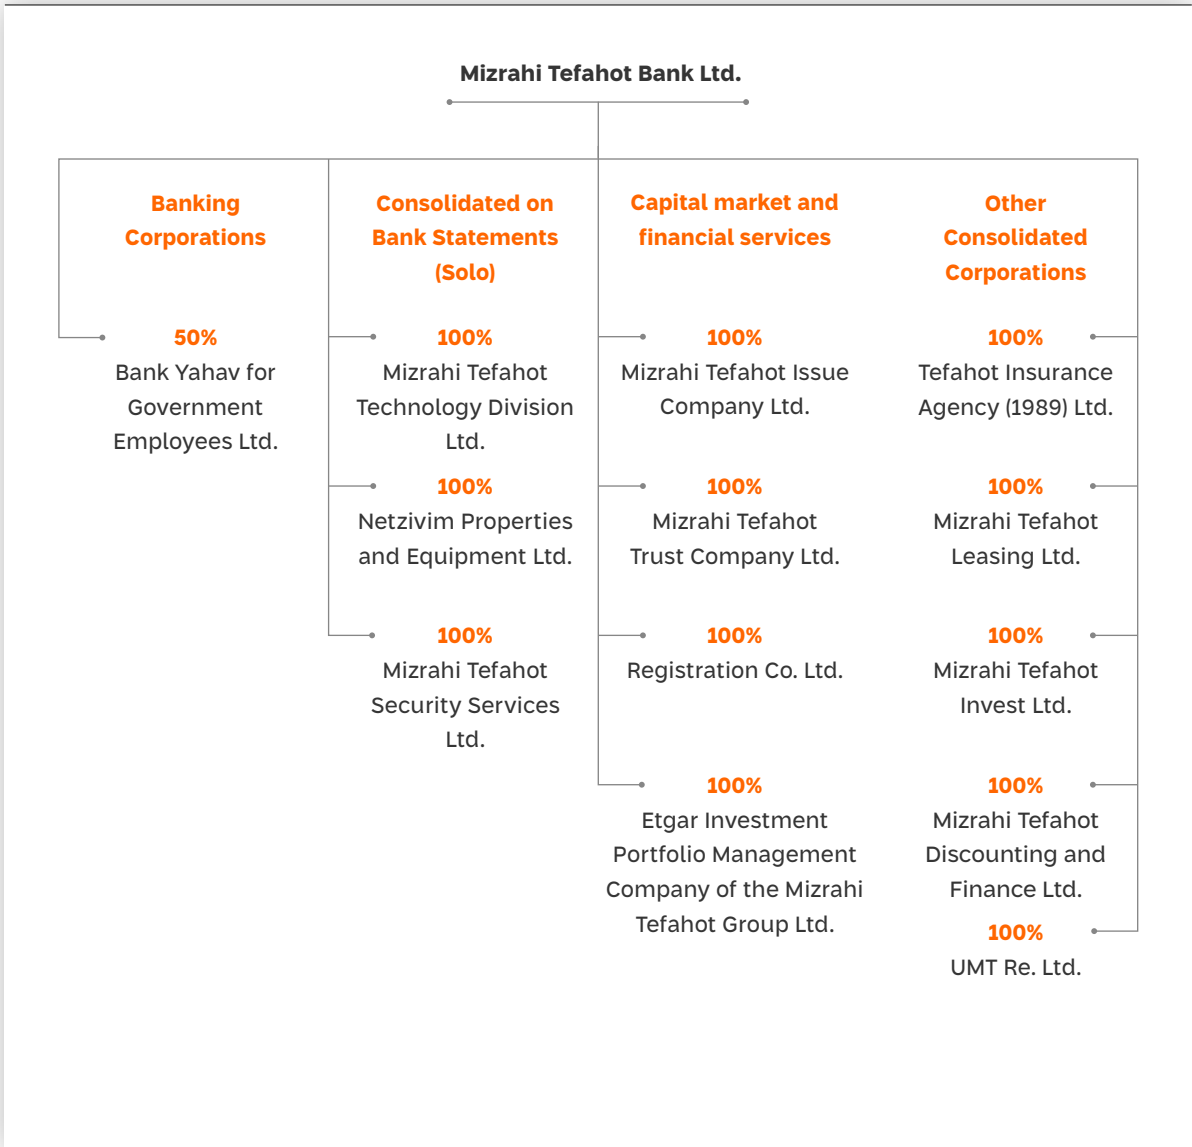 Mizrahi Tefahot Bank Ltd.
Banking
Corporations
50%
Bank Yahav for
Government
Employees Ltd.
Consolidated on
Bank Statements
(Solo)
100%
Mizrahi Tefahot
Technology Division
Ltd.
100%
Netzivim Properties
and Equipment Ltd.
100%
Mizrahi Tefahot
Security Services
Ltd.
Capital market and
financial services
100%
Mizrahi Tefahot Issue
Company Ltd.
100%
Mizrahi Tefahot
Trust Company Ltd.
100%
Registration Co. Ltd.
100%
Etgar Investment
Portfolio Management
Company of the Mizrahi
Tefahot Group Ltd.
Other
Consolidated
Corporations
100%
Tefahot Insurance
Agency (1989) Ltd.
100%
Mizrahi Tefahot
Leasing Ltd.
100%
Mizrahi Tefahot
Invest Ltd.
100%
Mizrahi Tefahot
Discounting and
Finance Ltd.
100%
UMT Re. Ltd.